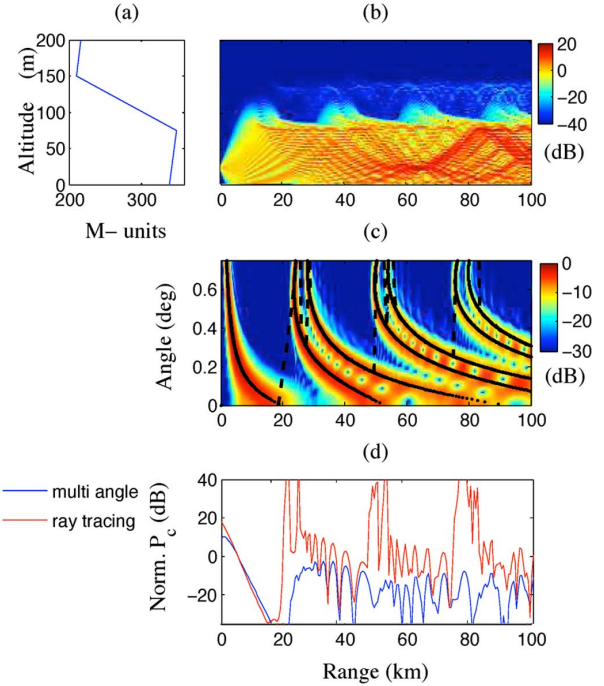 (a)
(b)
200
150
100
50
0
Altitude (m)
200 300
M− units
20
0
−20
−40
(dB)
0 20 40 60 80 100
(c)
0.6
0.4
0.2
0
Angle (deg)
0
−10
−20
−30
(dB)
0 20 40 60 80 100
(d)
multi angle
ray tracing
40
20
0
−20
Norm. P_c (dB)
0 20 40 60 80 100
Range (km)